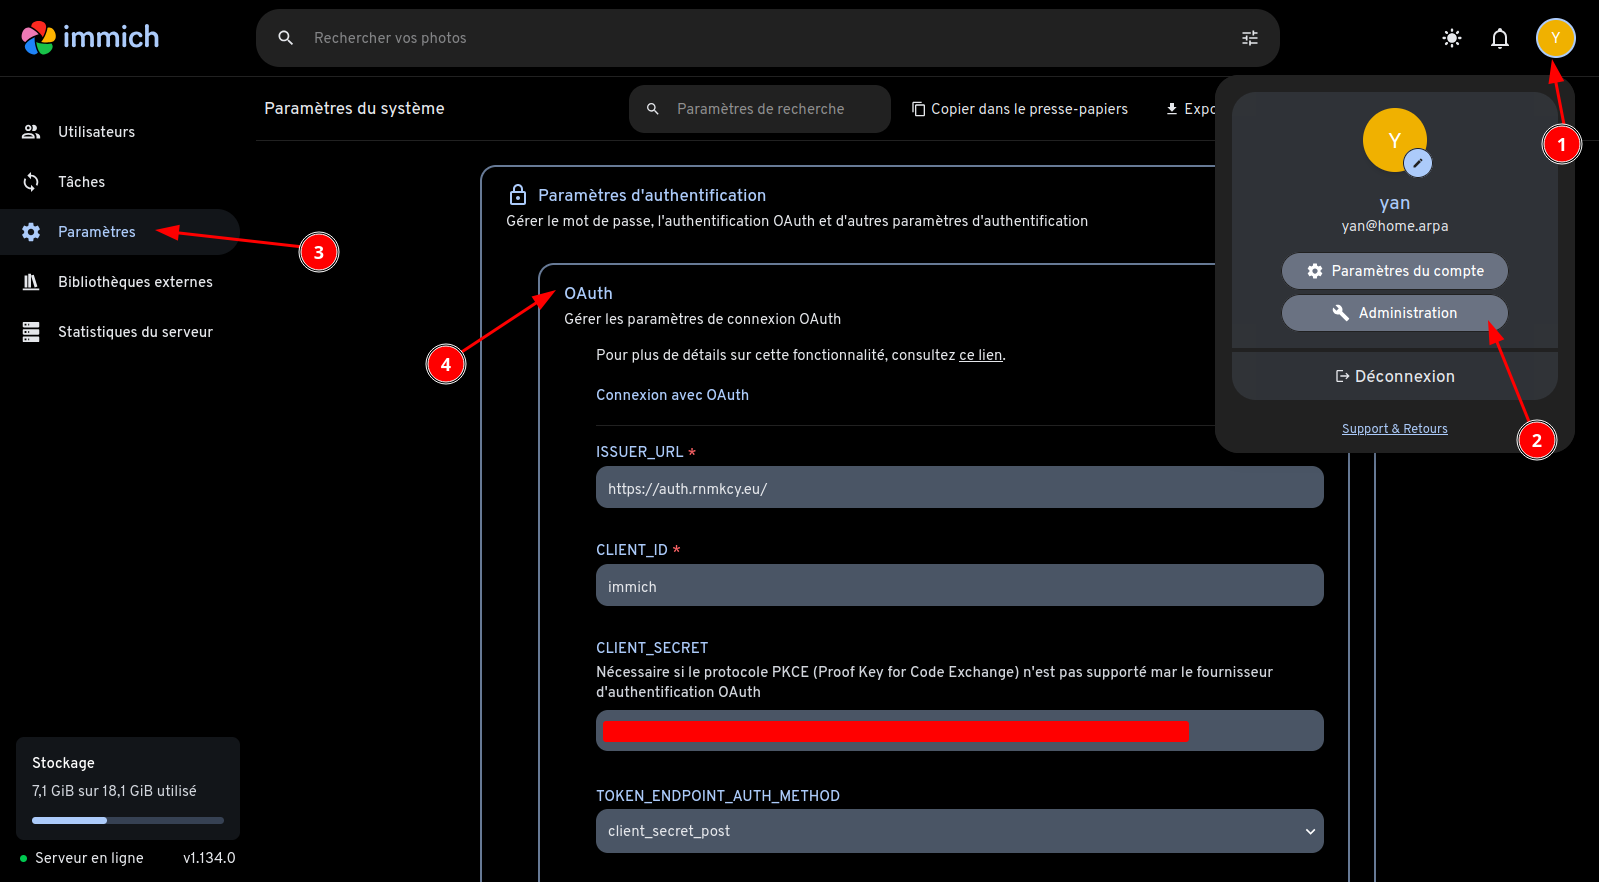 immich
Rechercher vos photos
Y
Paramètres du système
Paramètres de recherche
Copier dans le presse-papiers
Expo
Utilisateurs
Tâches
Paramètres
Bibliothèques externes
Statistiques du serveur
Paramètres d'authentification
Gérer le mot de passe, l'authentification OAuth et d'autres paramètres d'authentification
OAuth
Gérer les paramètres de connexion OAuth
Pour plus de détails sur cette fonctionnalité, consultez ce lien.
Connexion avec OAuth
ISSUER_URL *
https://auth.rnmkcy.eu/
CLIENT_ID *
immich
CLIENT_SECRET
Nécessaire si le protocole PKCE (Proof Key for Code Exchange) n'est pas supporté mar le fournisseur
d'authentification OAuth
TOKEN_ENDPOINT_AUTH_METHOD
client_secret_post
Y
yan
yan@home.arpa
Paramètres du compte
Administration
Déconnexion
Support & Retours
1
2
3
4
Stockage
7,1 GiB sur 18,1 GiB utilisé
Serveur en ligne
v1.134.0